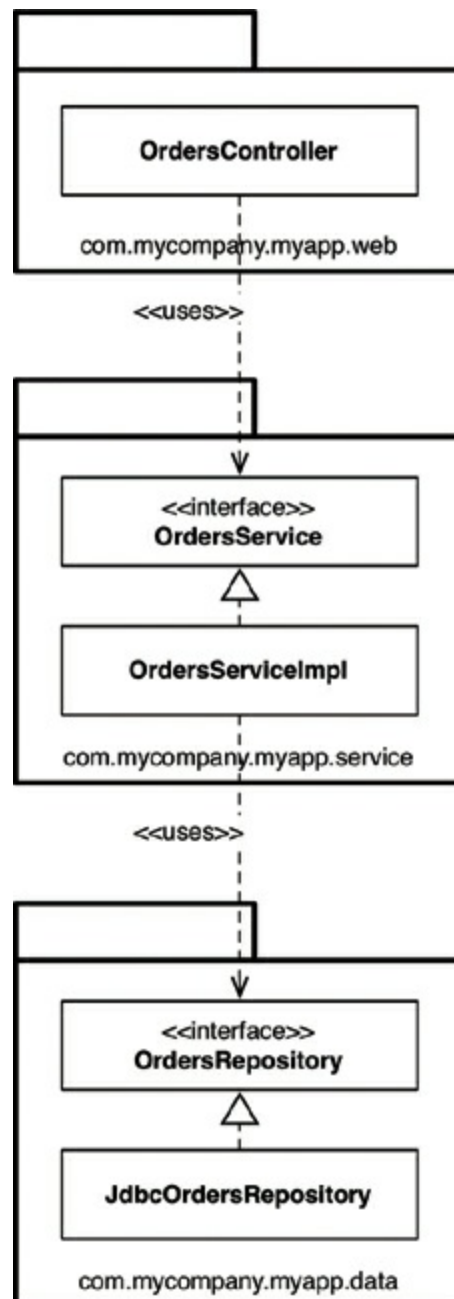 OrdersController
com.mycompany.myapp.web
<<uses>>
<<interface>>
OrdersService
OrdersServiceImpl
com.mycompany.myapp.service
<<uses>>
<<interface>>
OrdersRepository
JdbcOrdersRepository
com.mycompany.myapp.data